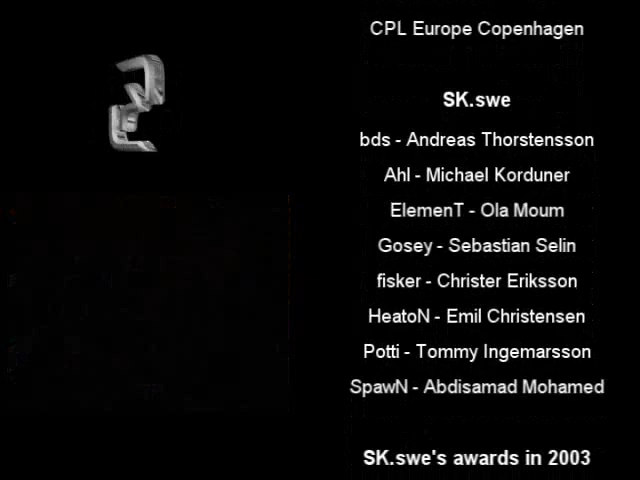 CPL Europe Copenhagen
SK.swe
bds - Andreas Thorstensson
Ahl - Michael Korduner
ElemenT - Ola Moum
Gosey - Sebastian Selin
fisker - Christer Eriksson
HeatoN - Emil Christensen
Potti - Tommy Ingemarsson
SpawN - Abdisamad Mohamed
SK.swe's awards in 2003